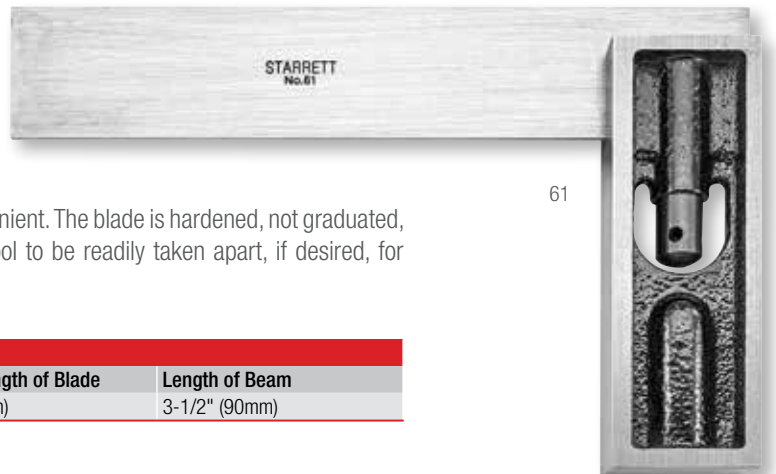 STARRETT
No.61
61
nient. The blade is hardened, not graduated,
ol to be readily taken apart, if desired, for
gth of Blade Length of Beam
m) 3-1/2" (90mm)